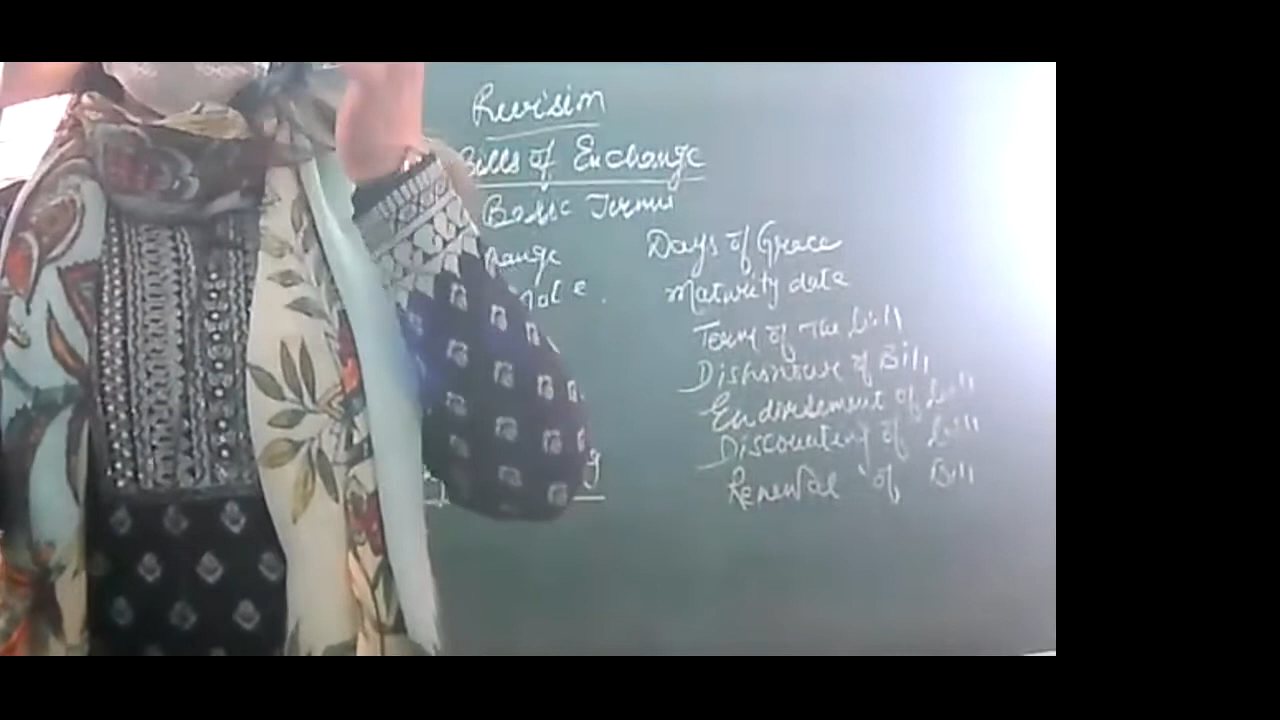 Revision
Bills of Exchange
Basic Terms
Days of Grace
Maturity date
Term of the bill
Dishonour of Bill
Endorsement of bill
Discounting of bill
Renewal of Bill